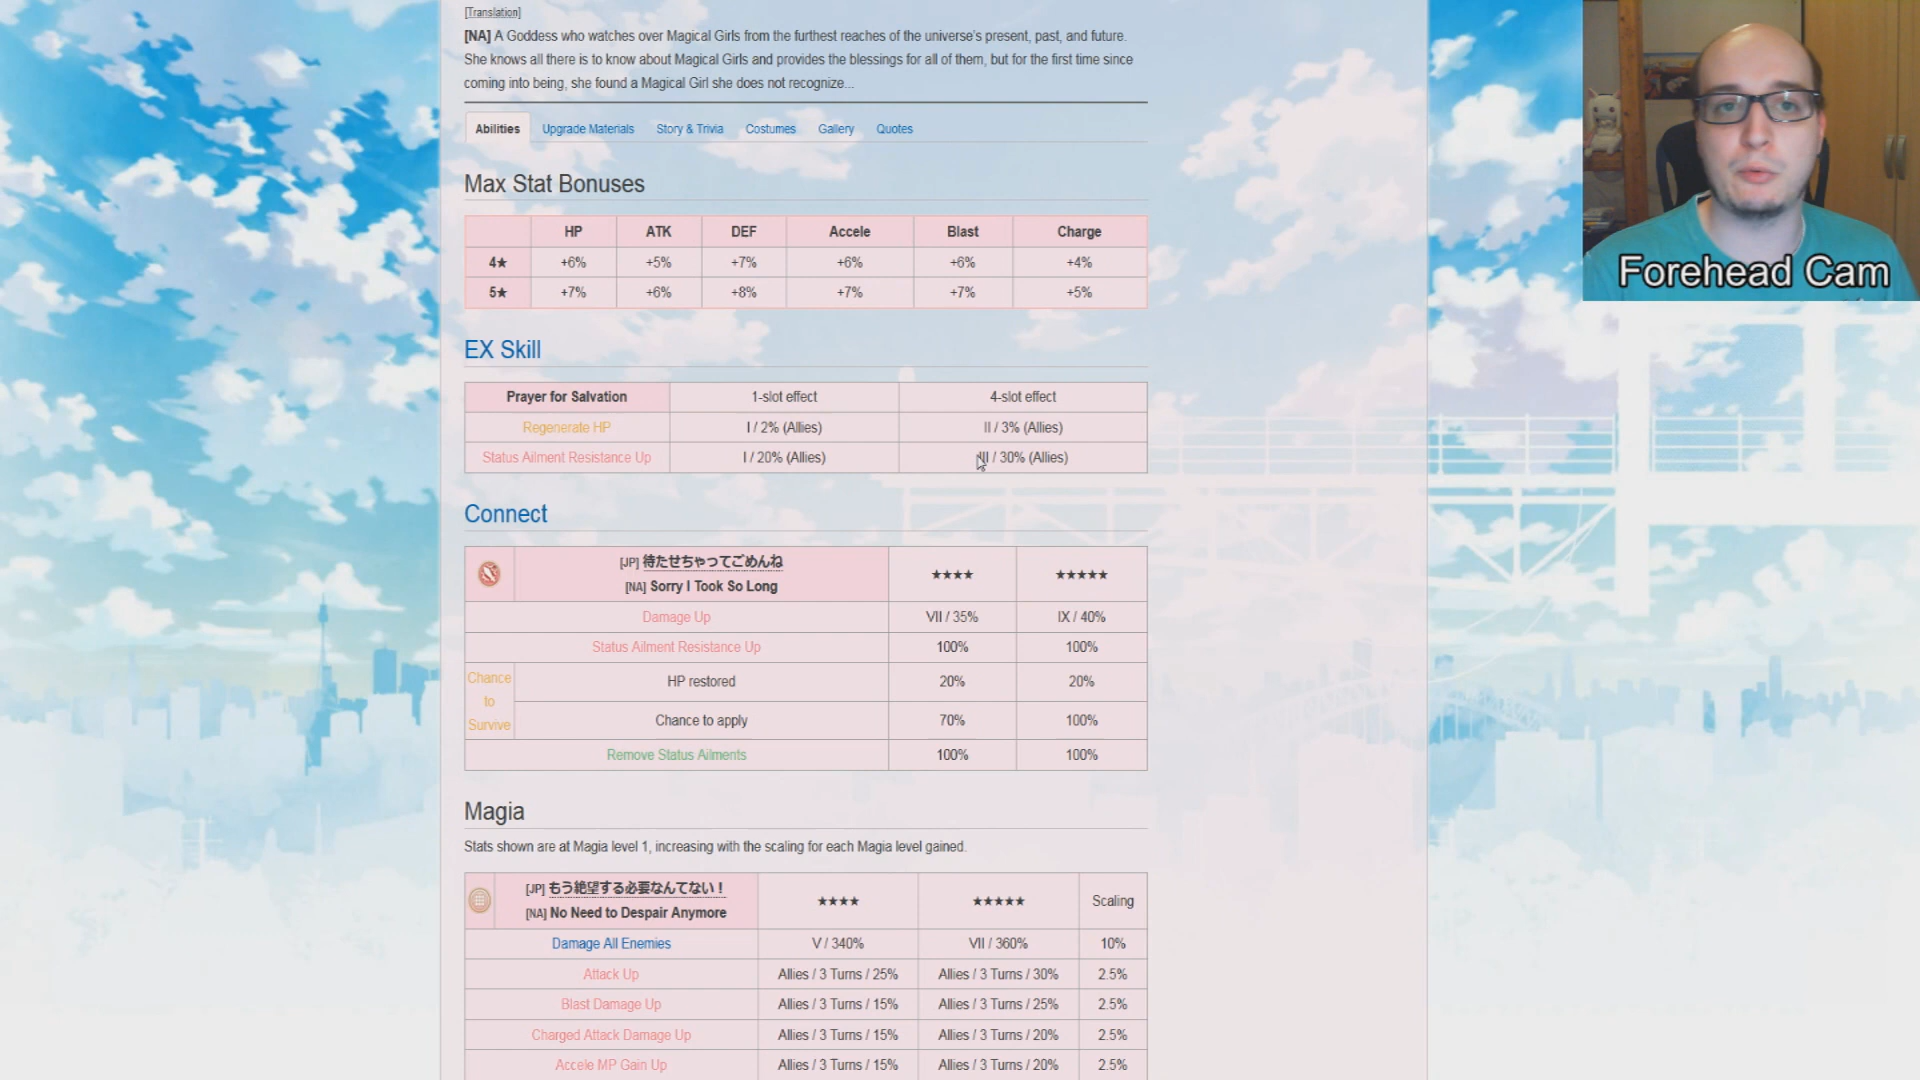 [Translation]
[NA] A Goddess who watches over Magical Girls from the furthest reaches of the universe's present, past, and future.
She knows all there is to know about Magical Girls and provides the blessings for all of them, but for the first time since
coming into being, she found a Magical Girl she does not recognize...
Abilities Upgrade Materials Story & Trivia Costumes Gallery Quotes
Max Stat Bonuses
HP ATK DEF Accele Blast Charge
4★ +6% +5% +7% +6% +6% +4%
5★ +7% +6% +8% +7% +7% +5%
EX Skill
Prayer for Salvation 1-slot effect 4-slot effect
Regenerate HP I / 2% (Allies) II / 3% (Allies)
Status Ailment Resistance Up I / 20% (Allies) III / 30% (Allies)
Connect
[JP] 待たせちゃってごめんね ★★★★ ★★★★★
[NA] Sorry I Took So Long
Damage Up VII / 35% IX / 40%
Status Ailment Resistance Up 100% 100%
Chance to Survive HP restored 20% 20%
Chance to apply 70% 100%
Remove Status Ailments 100% 100%
Magia
Stats shown are at Magia level 1, increasing with the scaling for each Magia level gained.
[JP] もう絶望する必要なんてない！ ★★★★ ★★★★★ Scaling
[NA] No Need to Despair Anymore
Damage All Enemies V / 340% VII / 360% 10%
Attack Up Allies / 3 Turns / 25% Allies / 3 Turns / 30% 2.5%
Blast Damage Up Allies / 3 Turns / 15% Allies / 3 Turns / 25% 2.5%
Charged Attack Damage Up Allies / 3 Turns / 15% Allies / 3 Turns / 20% 2.5%
Accele MP Gain Up Allies / 3 Turns / 15% Allies / 3 Turns / 20% 2.5%
Forehead Cam